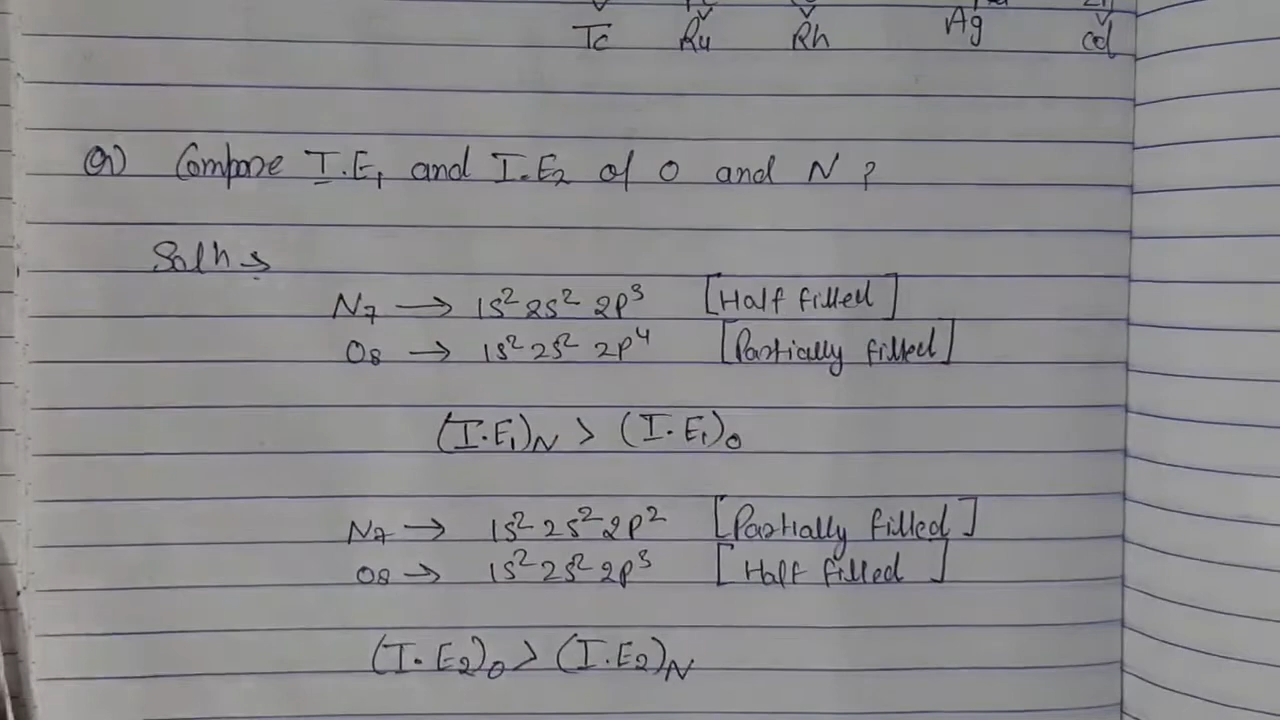 Tc Ru Rh Ag Cd
Q1) Compare I.E₁ and I.E₂ of O and N ?
Solⁿ →
N₇ → 1s² 2s² 2p³ [Half filled]
O₈ → 1s² 2s² 2p⁴ [Partially filled]
(I.E₁)N > (I.E₁)O
N₇ → 1s² 2s² 2p² [Partially filled]
O₈ → 1s² 2s² 2p³ [Half filled]
(I.E₂)O > (I.E₂)N